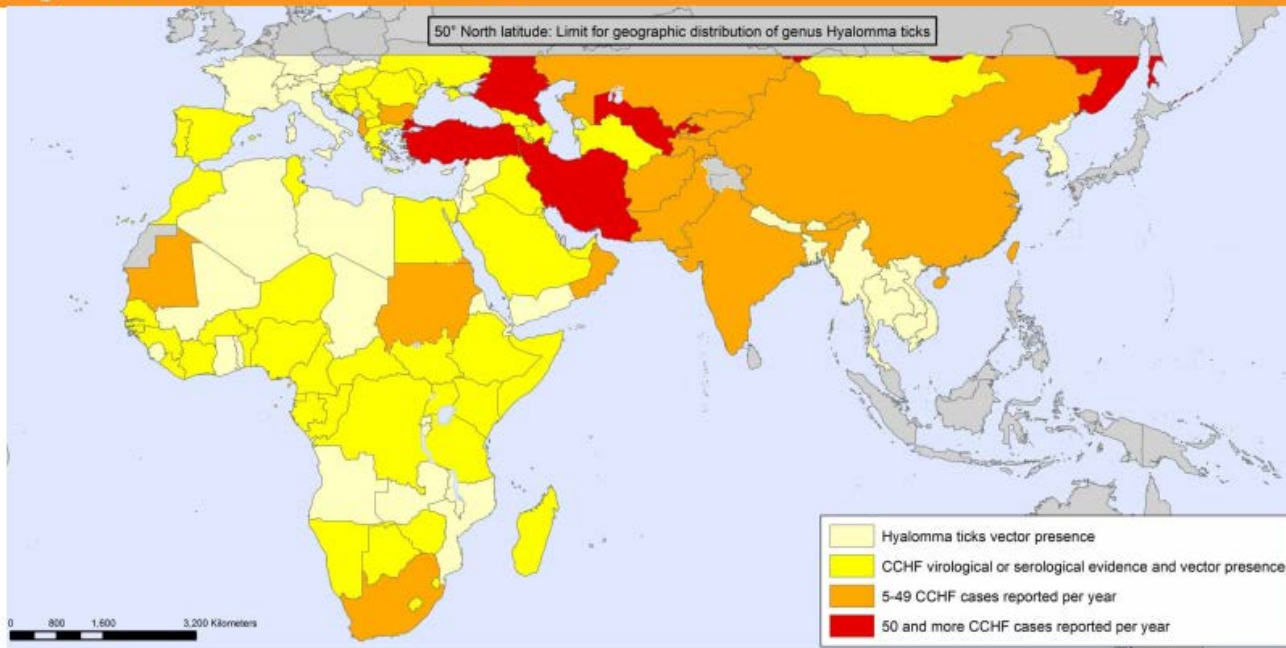 50° North latitude: Limit for geographic distribution of genus Hyalomma ticks
Hyalomma ticks vector presence
CCHF virological or serological evidence and vector presence
5-49 CCHF cases reported per year
50 and more CCHF cases reported per year
0 800 1,600 3,200 Kilometers